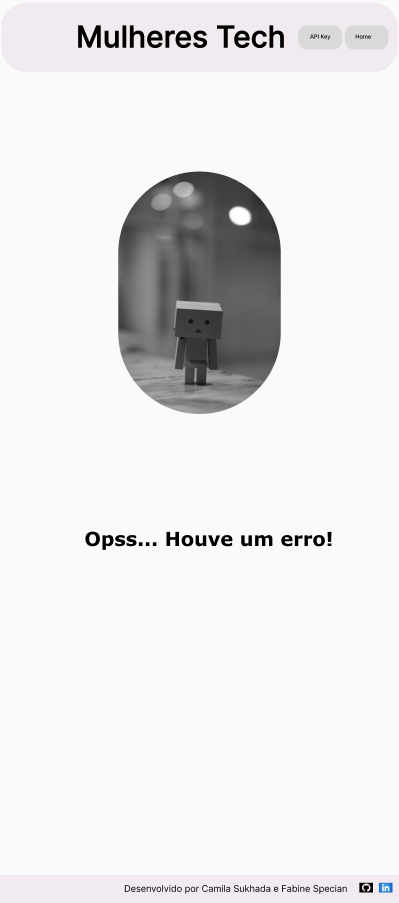 Mulheres Tech
API Key
Home
Opss... Houve um erro!
Desenvolvido por Camila Sukhada e Fabine Specian
in